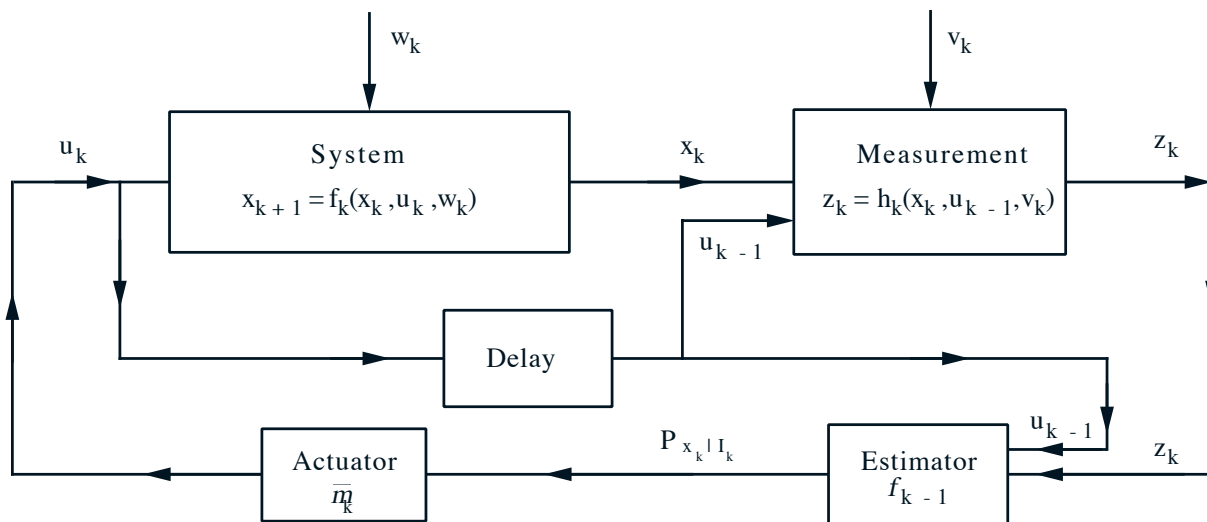 w_k
v_k
u_k
System
x_k
Measurement
z_k
x_{k+1} = f_k(x_k, u_k, w_k)
z_k = h_k(x_k, u_{k-1}, v_k)
u_{k-1}
Delay
u_{k-1}
P_{x_k | I_k}
z_k
Actuator
m̅_k
Estimator
f_{k-1}